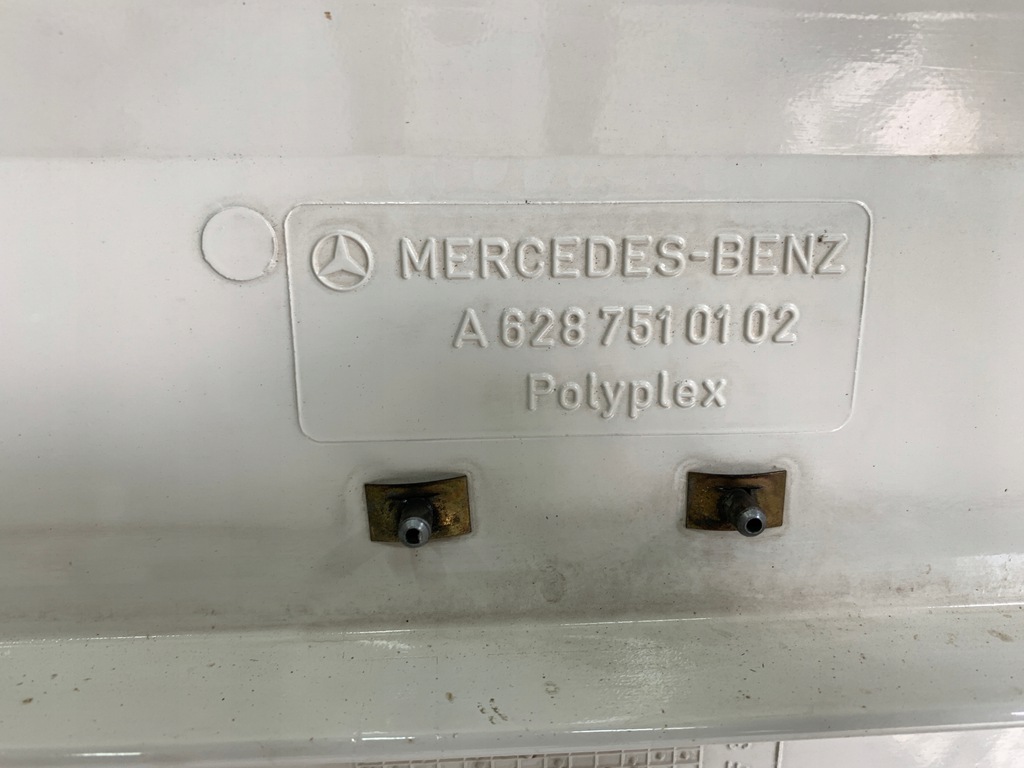 MERCEDES-BENZ
A 628 751 01 02
Polyplex